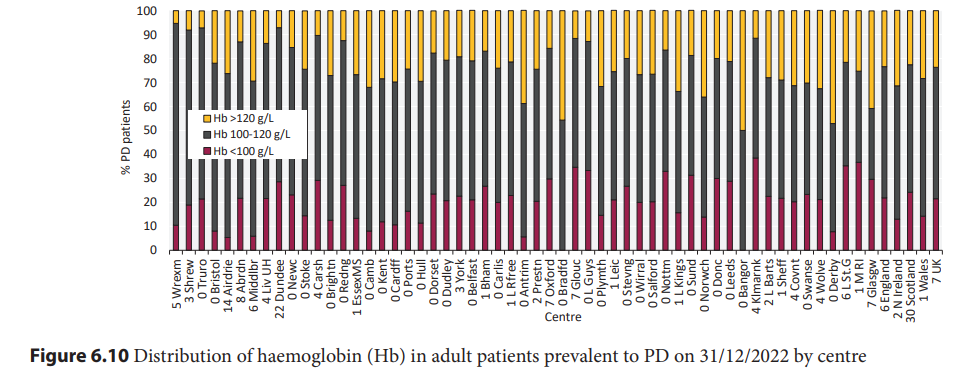 100
90
80
70
60
50
40
30
20
10
0
% PD patients
Hb >120 g/L
Hb 100-120 g/L
Hb <100 g/L
5 Wrexm
3 Shrew
0 Truro
0 Bristol
14 Airdrie
8 Abrdn
6 Midlbr
4 Liv UH
22 Dundee
0 Newc
0 Stoke
4 Carsh
0 Brightn
0 Redng
1 EssexMS
0 Camb
0 Kent
0 Cardff
0 Ports
0 Hull
0 Dorset
0 Dudley
3 York
0 Belfast
1 Bham
0 Carlis
1 L Rfree
0 Antrim
2 Prestn
7 Oxford
0 Bradfd
7 Glouc
0 L Guys
0 Plymth
1 Leic
0 Stevng
0 Wirral
0 Salford
0 Nottm
1 L Kings
0 Sund
0 Norwch
0 Donc
0 Leeds
0 Bangor
4 Klmarnk
2 L Barts
1 Sheff
4 Covnt
0 Swanse
4 Wolve
0 Derby
6 L St.G
1 M RI
7 Glasgw
6 England
2 N Ireland
30 Scotland
1 Wales
7 UK
Centre
Figure 6.10 Distribution of haemoglobin (Hb) in adult patients prevalent to PD on 31/12/2022 by centre